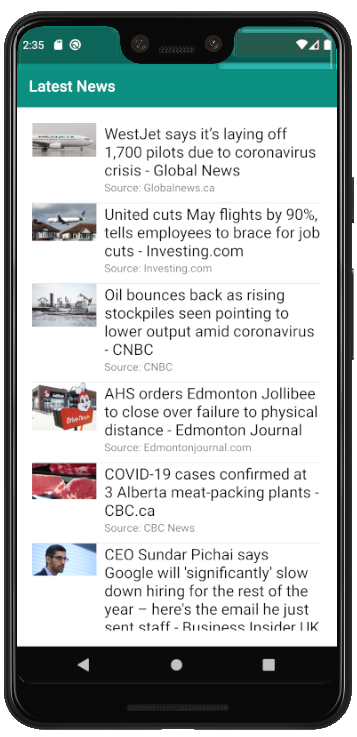 2:35
Latest News
WestJet says it's laying off
1,700 pilots due to coronavirus
crisis - Global News
Source: Globalnews.ca
United cuts May flights by 90%,
tells employees to brace for job
cuts - Investing.com
Source: Investing.com
Oil bounces back as rising
stockpiles seen pointing to
lower output amid coronavirus
- CNBC
Source: CNBC
AHS orders Edmonton Jollibee
to close over failure to physical
distance - Edmonton Journal
Source: Edmontonjournal.com
Drive-Thru
COVID-19 cases confirmed at
3 Alberta meat-packing plants -
CBC.ca
Source: CBC News
CEO Sundar Pichai says
Google will 'significantly' slow
down hiring for the rest of the
year – here's the email he just
sent staff - Business Insider UK